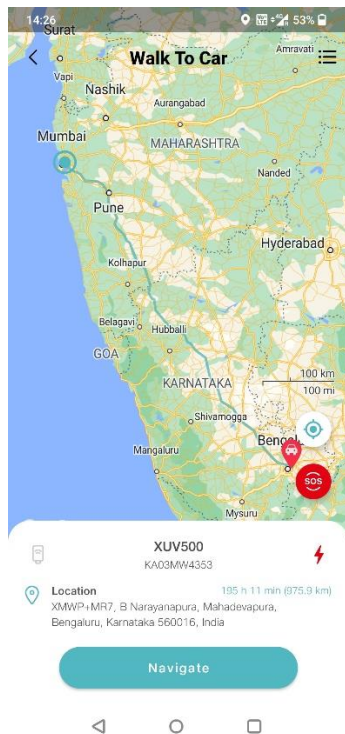 14:26
53%
Surat
Walk To Car
Amravati
Vapi
Nashik
Aurangabad
Mumbai
MAHARASHTRA
Nanded
Pune
Hyderabad
Kolhapur
Belagavi
Hubballi
GOA
100 km
100 mi
KARNATAKA
Shivamogga
Mangaluru
SOS
Mysuru
XUV500
KA03MW4353
Location
195 h 11 min (975.9 km)
XMWP+MR7, B Narayanapura, Mahadevapura,
Bengaluru, Karnataka 560016, India
Navigate